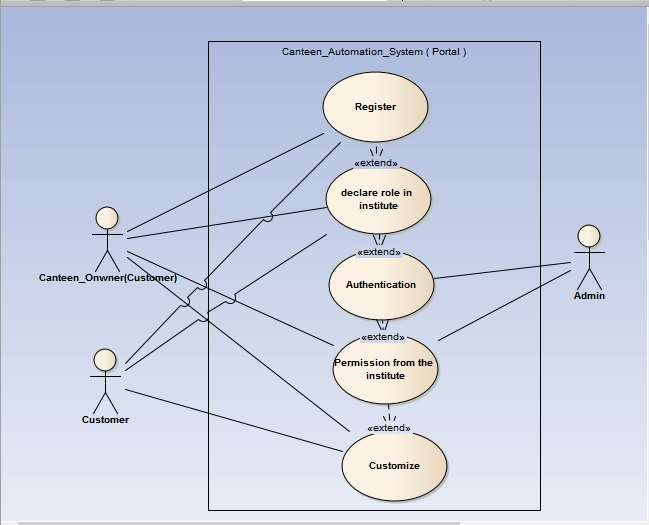 Canteen_Automation_System ( Portal )
Register
«extend»
declare role in
institute
«extend»
Canteen_Onwner(Customer)
Authentication
Admin
«extend»
Permission from the
institute
Customer
«extend»
Customize